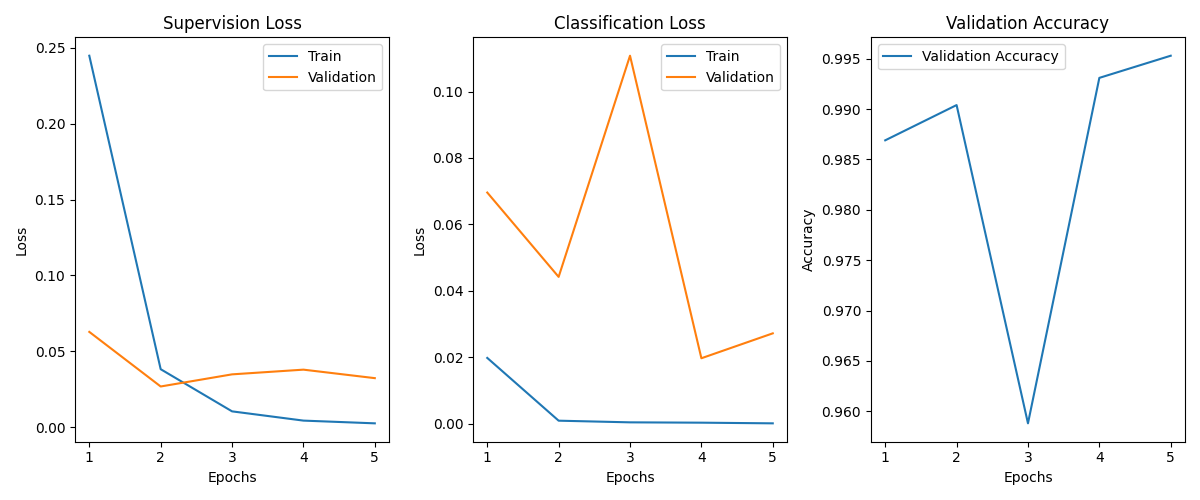 Supervision Loss
Train
Validation
0.25
0.20
0.15
0.10
0.05
0.00
Loss
1 2 3 4 5
Epochs
Classification Loss
Train
Validation
0.10
0.08
0.06
0.04
0.02
0.00
Loss
1 2 3 4 5
Epochs
Validation Accuracy
Validation Accuracy
0.995
0.990
0.985
0.980
0.975
0.970
0.965
0.960
Accuracy
1 2 3 4 5
Epochs